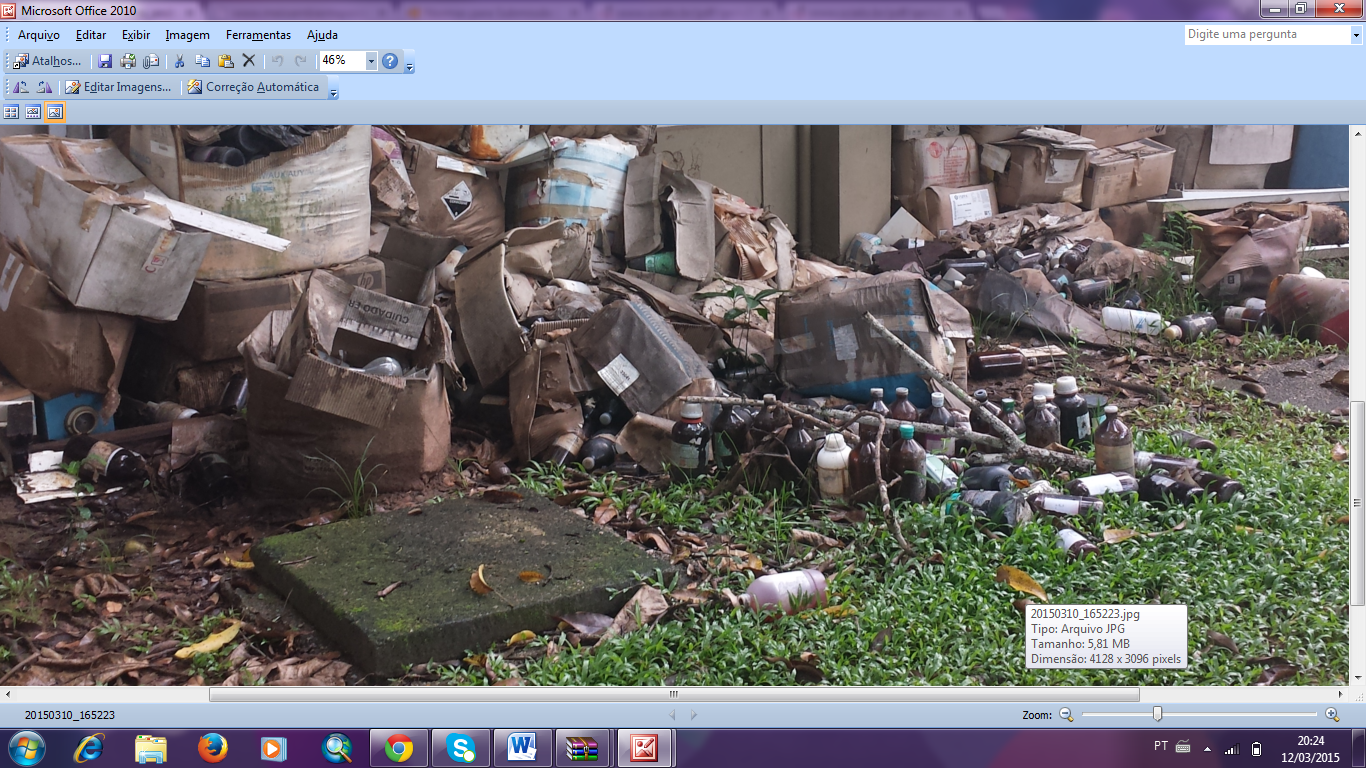 Microsoft Office 2010
Arquivo Editar Exibir Imagem Ferramentas Ajuda
Digite uma pergunta
Atalhos...
46%
Editar Imagens...
Correção Automática
CUIDADO
20150310_165223.jpg
Tipo: Arquivo JPG
Tamanho: 5,81 MB
Dimensão: 4128 x 3096 pixels
20150310_165223
Zoom:
PT
20:24
12/03/2015